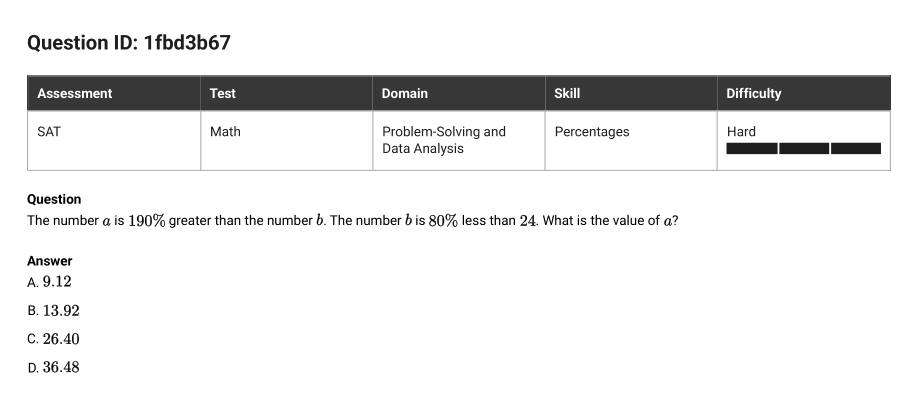 Question ID: 1fbd3b67
Assessment Test Domain Skill Difficulty
SAT Math Problem-Solving and Percentages Hard
Data Analysis
Question
The number a is 190% greater than the number b. The number b is 80% less than 24. What is the value of a?
Answer
A. 9.12
B. 13.92
C. 26.40
D. 36.48